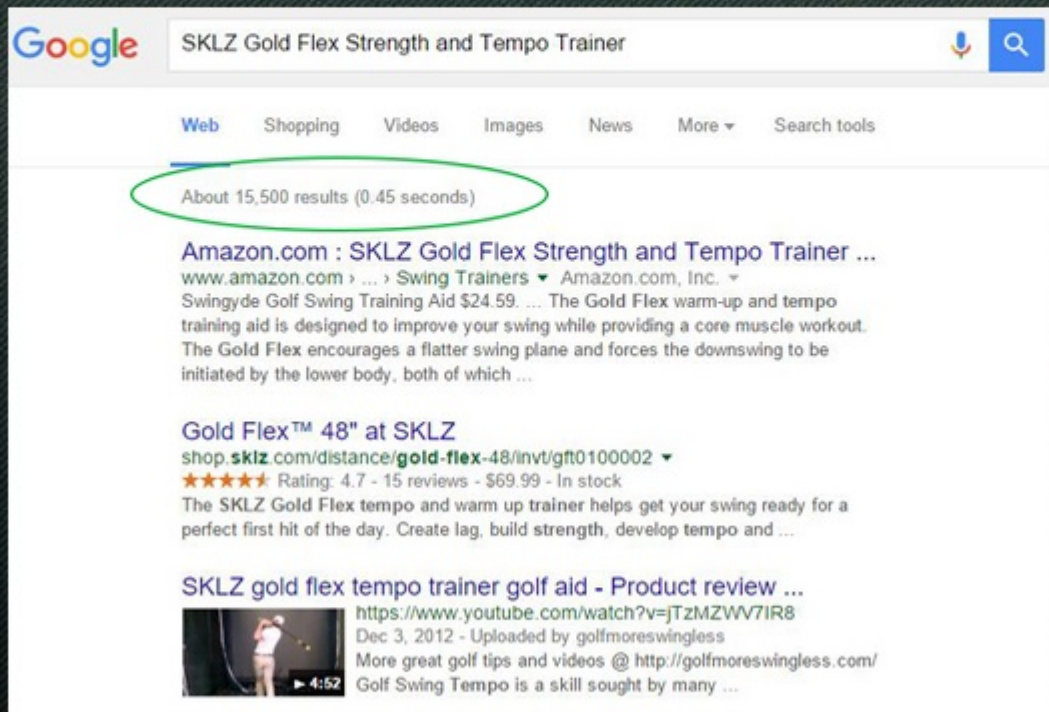 Google
SKLZ Gold Flex Strength and Tempo Trainer
Web Shopping Videos Images News More Search tools
About 15,500 results (0.45 seconds)
Amazon.com : SKLZ Gold Flex Strength and Tempo Trainer ...
www.amazon.com › ... › Swing Trainers Amazon.com, Inc.
Swingyde Golf Swing Training Aid $24.59. ... The Gold Flex warm-up and tempo
training aid is designed to improve your swing while providing a core muscle workout.
The Gold Flex encourages a flatter swing plane and forces the downswing to be
initiated by the lower body, both of which ...
Gold Flex™ 48" at SKLZ
shop.sklz.com/distance/gold-flex-48/invt/gft0100002
Rating: 4.7 - 15 reviews - $69.99 - In stock
The SKLZ Gold Flex tempo and warm up trainer helps get your swing ready for a
perfect first hit of the day. Create lag, build strength, develop tempo and ...
SKLZ gold flex tempo trainer golf aid - Product review ...
https://www.youtube.com/watch?v=jTzMZWV7IR8
Dec 3, 2012 - Uploaded by golfmoreswingless
More great golf tips and videos @ http://golfmoreswingless.com/
4:52 Golf Swing Tempo is a skill sought by many ...